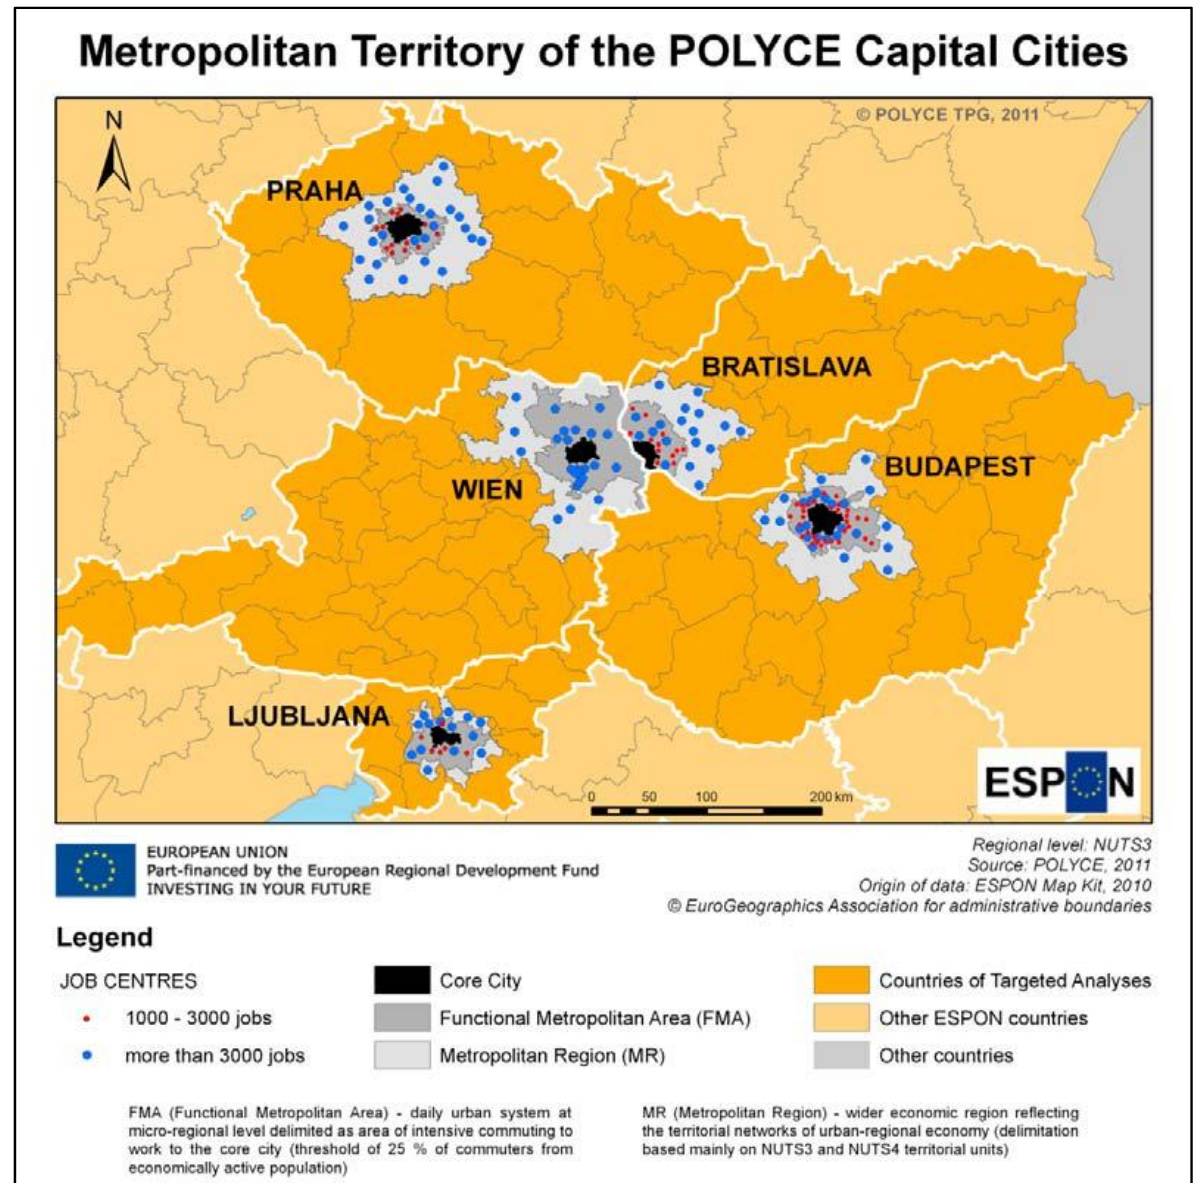 Metropolitan Territory of the POLYCE Capital Cities
N
© POLYCE TPG, 2011
PRAHA
BRATISLAVA
BUDAPEST
WIEN
LJUBLJANA
ESPON
0 50 100 200 km
EUROPEAN UNION
Part-financed by the European Regional Development Fund
INVESTING IN YOUR FUTURE
Regional level: NUTS3
Source: POLYCE, 2011
Origin of data: ESPON Map Kit, 2010
© EuroGeographics Association for administrative boundaries
Legend
JOB CENTRES
1000 - 3000 jobs
more than 3000 jobs
Core City
Functional Metropolitan Area (FMA)
Metropolitan Region (MR)
Countries of Targeted Analyses
Other ESPON countries
Other countries
FMA (Functional Metropolitan Area) - daily urban system at
micro-regional level delimited as area of intensive commuting to
work to the core city (threshold of 25 % of commuters from
economically active population)
MR (Metropolitan Region) - wider economic region reflecting
the territorial networks of urban-regional economy (delimitation
based mainly on NUTS3 and NUTS4 territorial units)